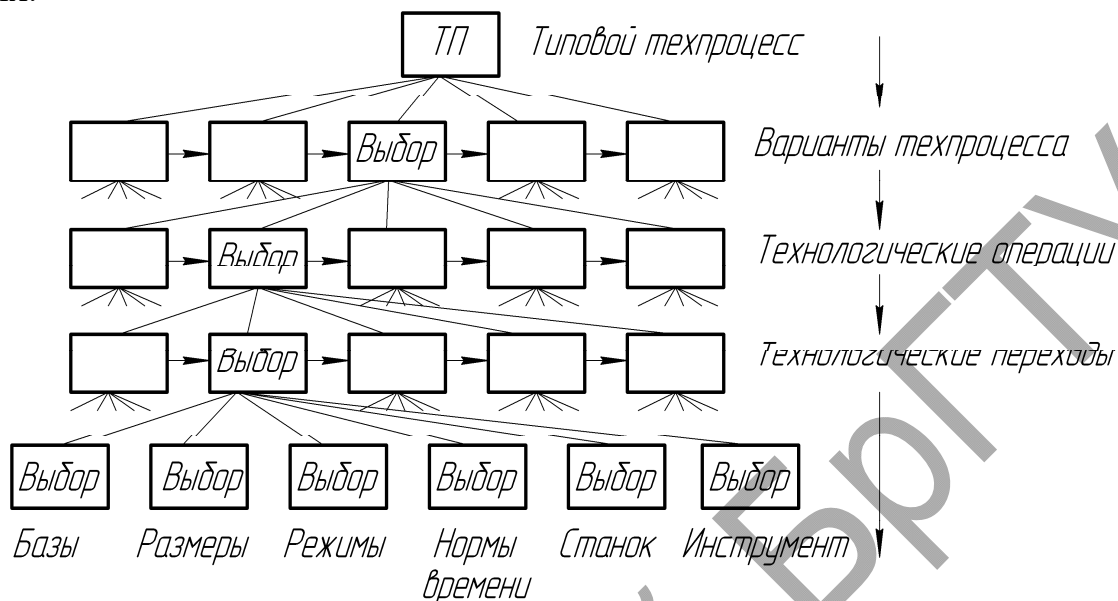 ТП Типовой техпроцесс
Выбор Варианты техпроцесса
Выбор Технологические операции
Выбор Технологические переходы
Выбор Выбор Выбор Выбор Выбор Выбор
Базы Размеры Режимы Нормы времени Станок Инструмент
БрГТУ